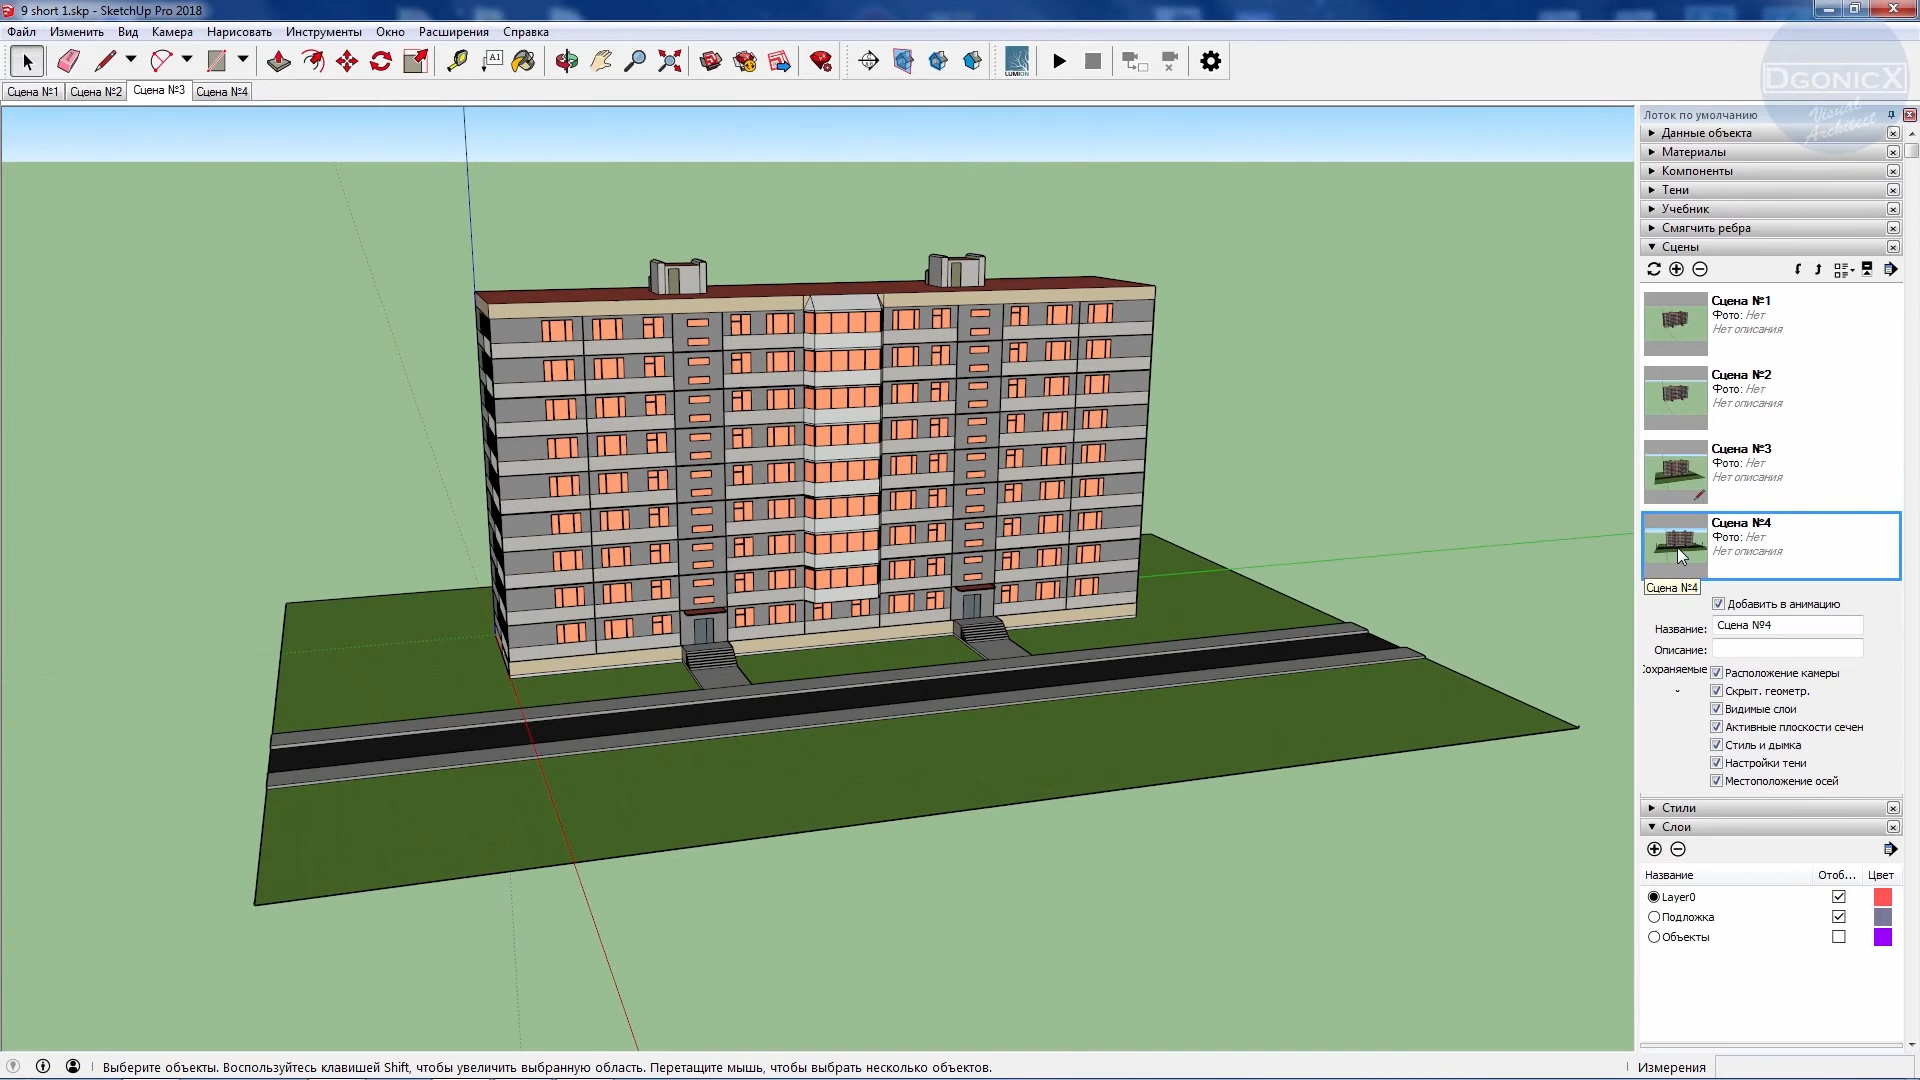 9 short 1.skp - SketchUp Pro 2018
Файл Изменить Вид Камера Нарисовать Инструменты Окно Расширения Справка
A1
LUMION
DGONICX
Visual
Architect
Сцена №1 Сцена №2 Сцена №3 Сцена №4
Лоток по умолчанию
Данные объекта
Материалы
Компоненты
Тени
Учебник
Смягчить ребра
Сцены
Сцена №1
Фото: Нет
Нет описания
Сцена №2
Фото: Нет
Нет описания
Сцена №3
Фото: Нет
Нет описания
Сцена №4
Фото: Нет
Нет описания
Сцена №4
Добавить в анимацию
Название: Сцена №4
Описание:
Сохраняемые
Расположение камеры
Скрыт. геометр.
Видимые слои
Активные плоскости сечен
Стиль и дымка
Настройки тени
Местоположение осей
Стили
Слои
Название Отоб... Цвет
Layer0
Подложка
Объекты
Выберите объекты. Воспользуйтесь клавишей Shift, чтобы увеличить выбранную область. Перетащите мышь, чтобы выбрать несколько объектов.
Измерения